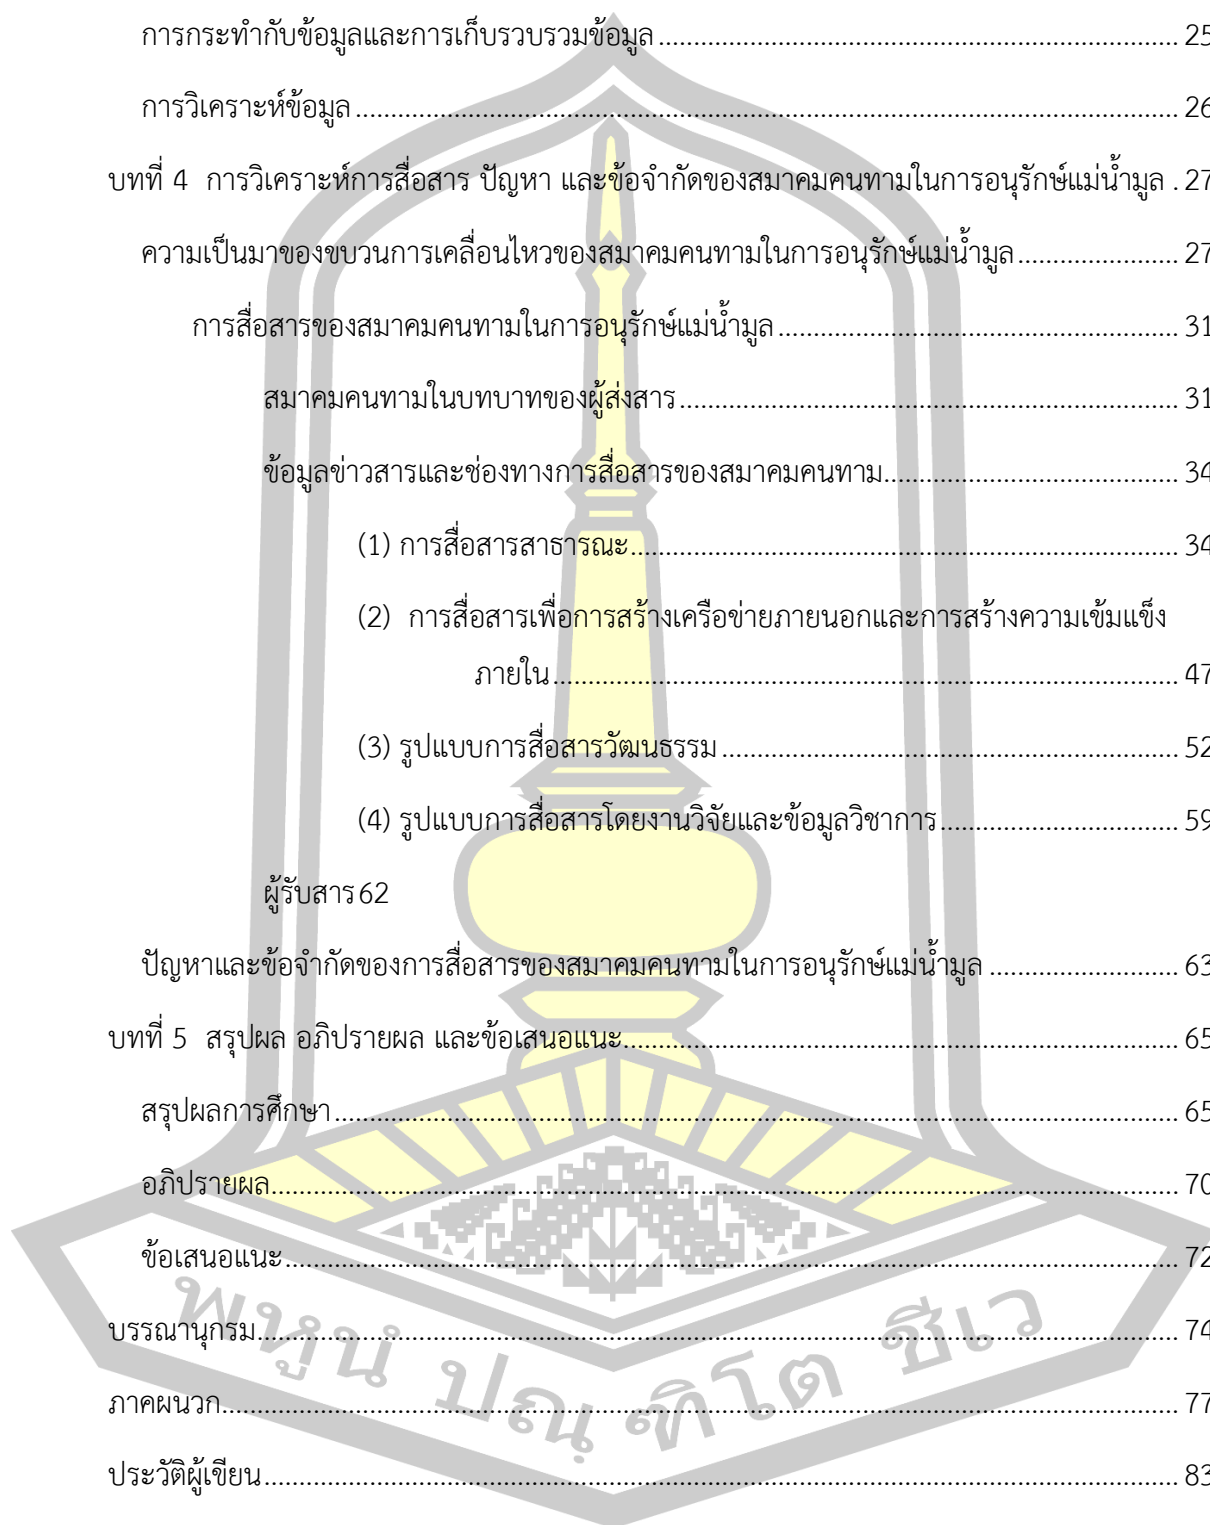 การกระทำกับข้อมูลและการเก็บรวบรวมข้อมูล ........ 25
การวิเคราะห์ข้อมูล ........ 26
บทที่ 4  การวิเคราะห์การสื่อสาร ปัญหา และข้อจำกัดของสมาคมคนทามในการอนุรักษ์แม่น้ำมูล . 27
ความเป็นมาของขบวนการเคลื่อนไหวของสมาคมคนทามในการอนุรักษ์แม่น้ำมูล ........ 27
การสื่อสารของสมาคมคนทามในการอนุรักษ์แม่น้ำมูล ........ 31
สมาคมคนทามในบทบาทของผู้ส่งสาร ........ 31
ข้อมูลข่าวสารและช่องทางการสื่อสารของสมาคมคนทาม ........ 34
(1) การสื่อสารสาธารณะ ........ 34
(2)  การสื่อสารเพื่อการสร้างเครือข่ายภายนอกและการสร้างความเข้มแข็ง
ภายใน ........ 47
(3) รูปแบบการสื่อสารวัฒนธรรม ........ 52
(4) รูปแบบการสื่อสารโดยงานวิจัยและข้อมูลวิชาการ ........ 59
ผู้รับสาร 62
ปัญหาและข้อจำกัดของการสื่อสารของสมาคมคนทามในการอนุรักษ์แม่น้ำมูล ........ 63
บทที่ 5  สรุปผล อภิปรายผล และข้อเสนอแนะ ........ 65
สรุปผลการศึกษา ........ 65
อภิปรายผล ........ 70
ข้อเสนอแนะ ........ 72
บรรณานุกรม ........ 74
ภาคผนวก ........ 77
ประวัติผู้เขียน ........ 83
พหูนํ ปณฺฑิโต ชีเว